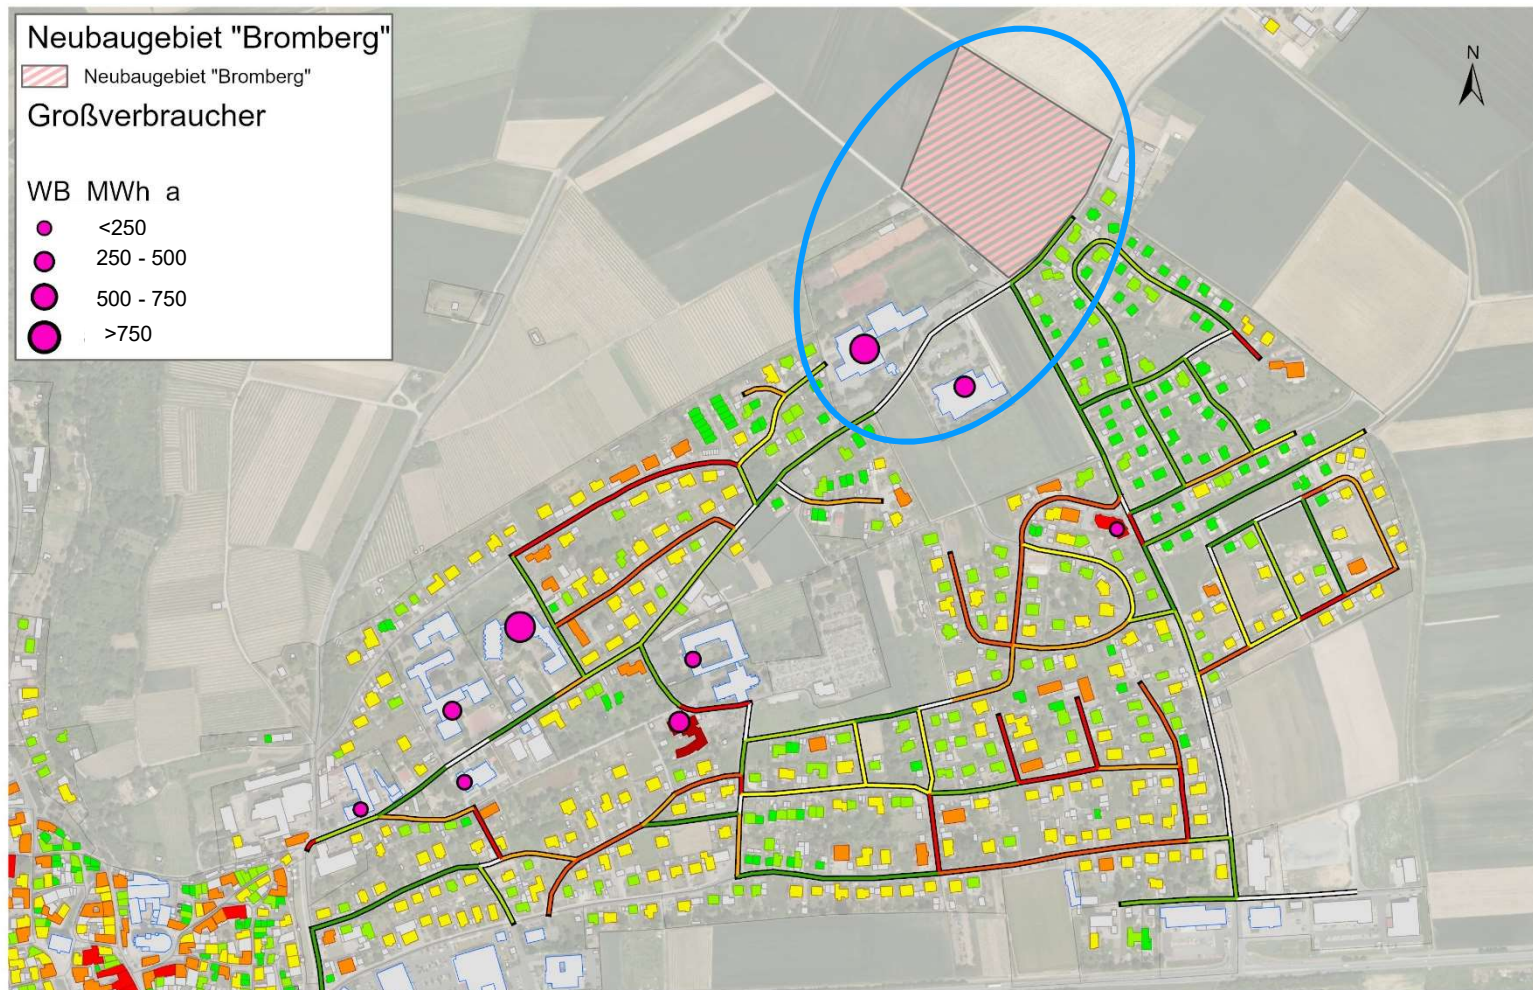 Neubaugebiet "Bromberg"
Neubaugebiet "Bromberg"
Großverbraucher
WB MWh a
<250
250 - 500
500 - 750
>750
N